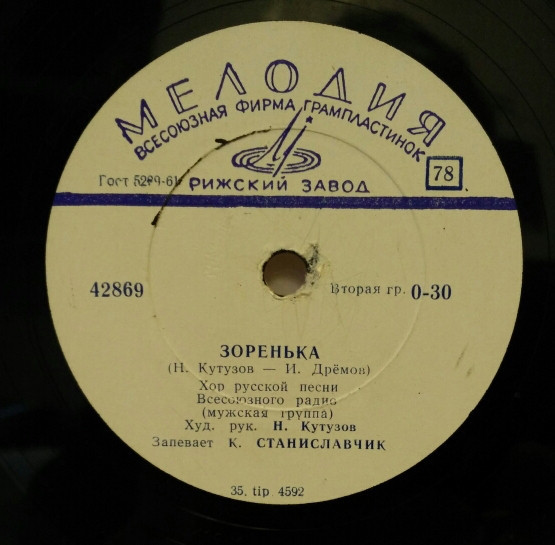 МЕЛОДИЯ
ВСЕСОЮЗНАЯ ФИРМА ГРАМПЛАСТИНОК
Гост 5289-61
РИЖСКИЙ ЗАВОД
78
42869
Вторая гр. 0-30
ЗОРЕНЬКА
(Н. Кутузов — И. Дрёмов)
Хор русской песни
Всесоюзного радио
(мужская группа)
Худ. рук. Н. Кутузов
Запевает К. СТАНИСЛАВЧИК
35. tip. 4592